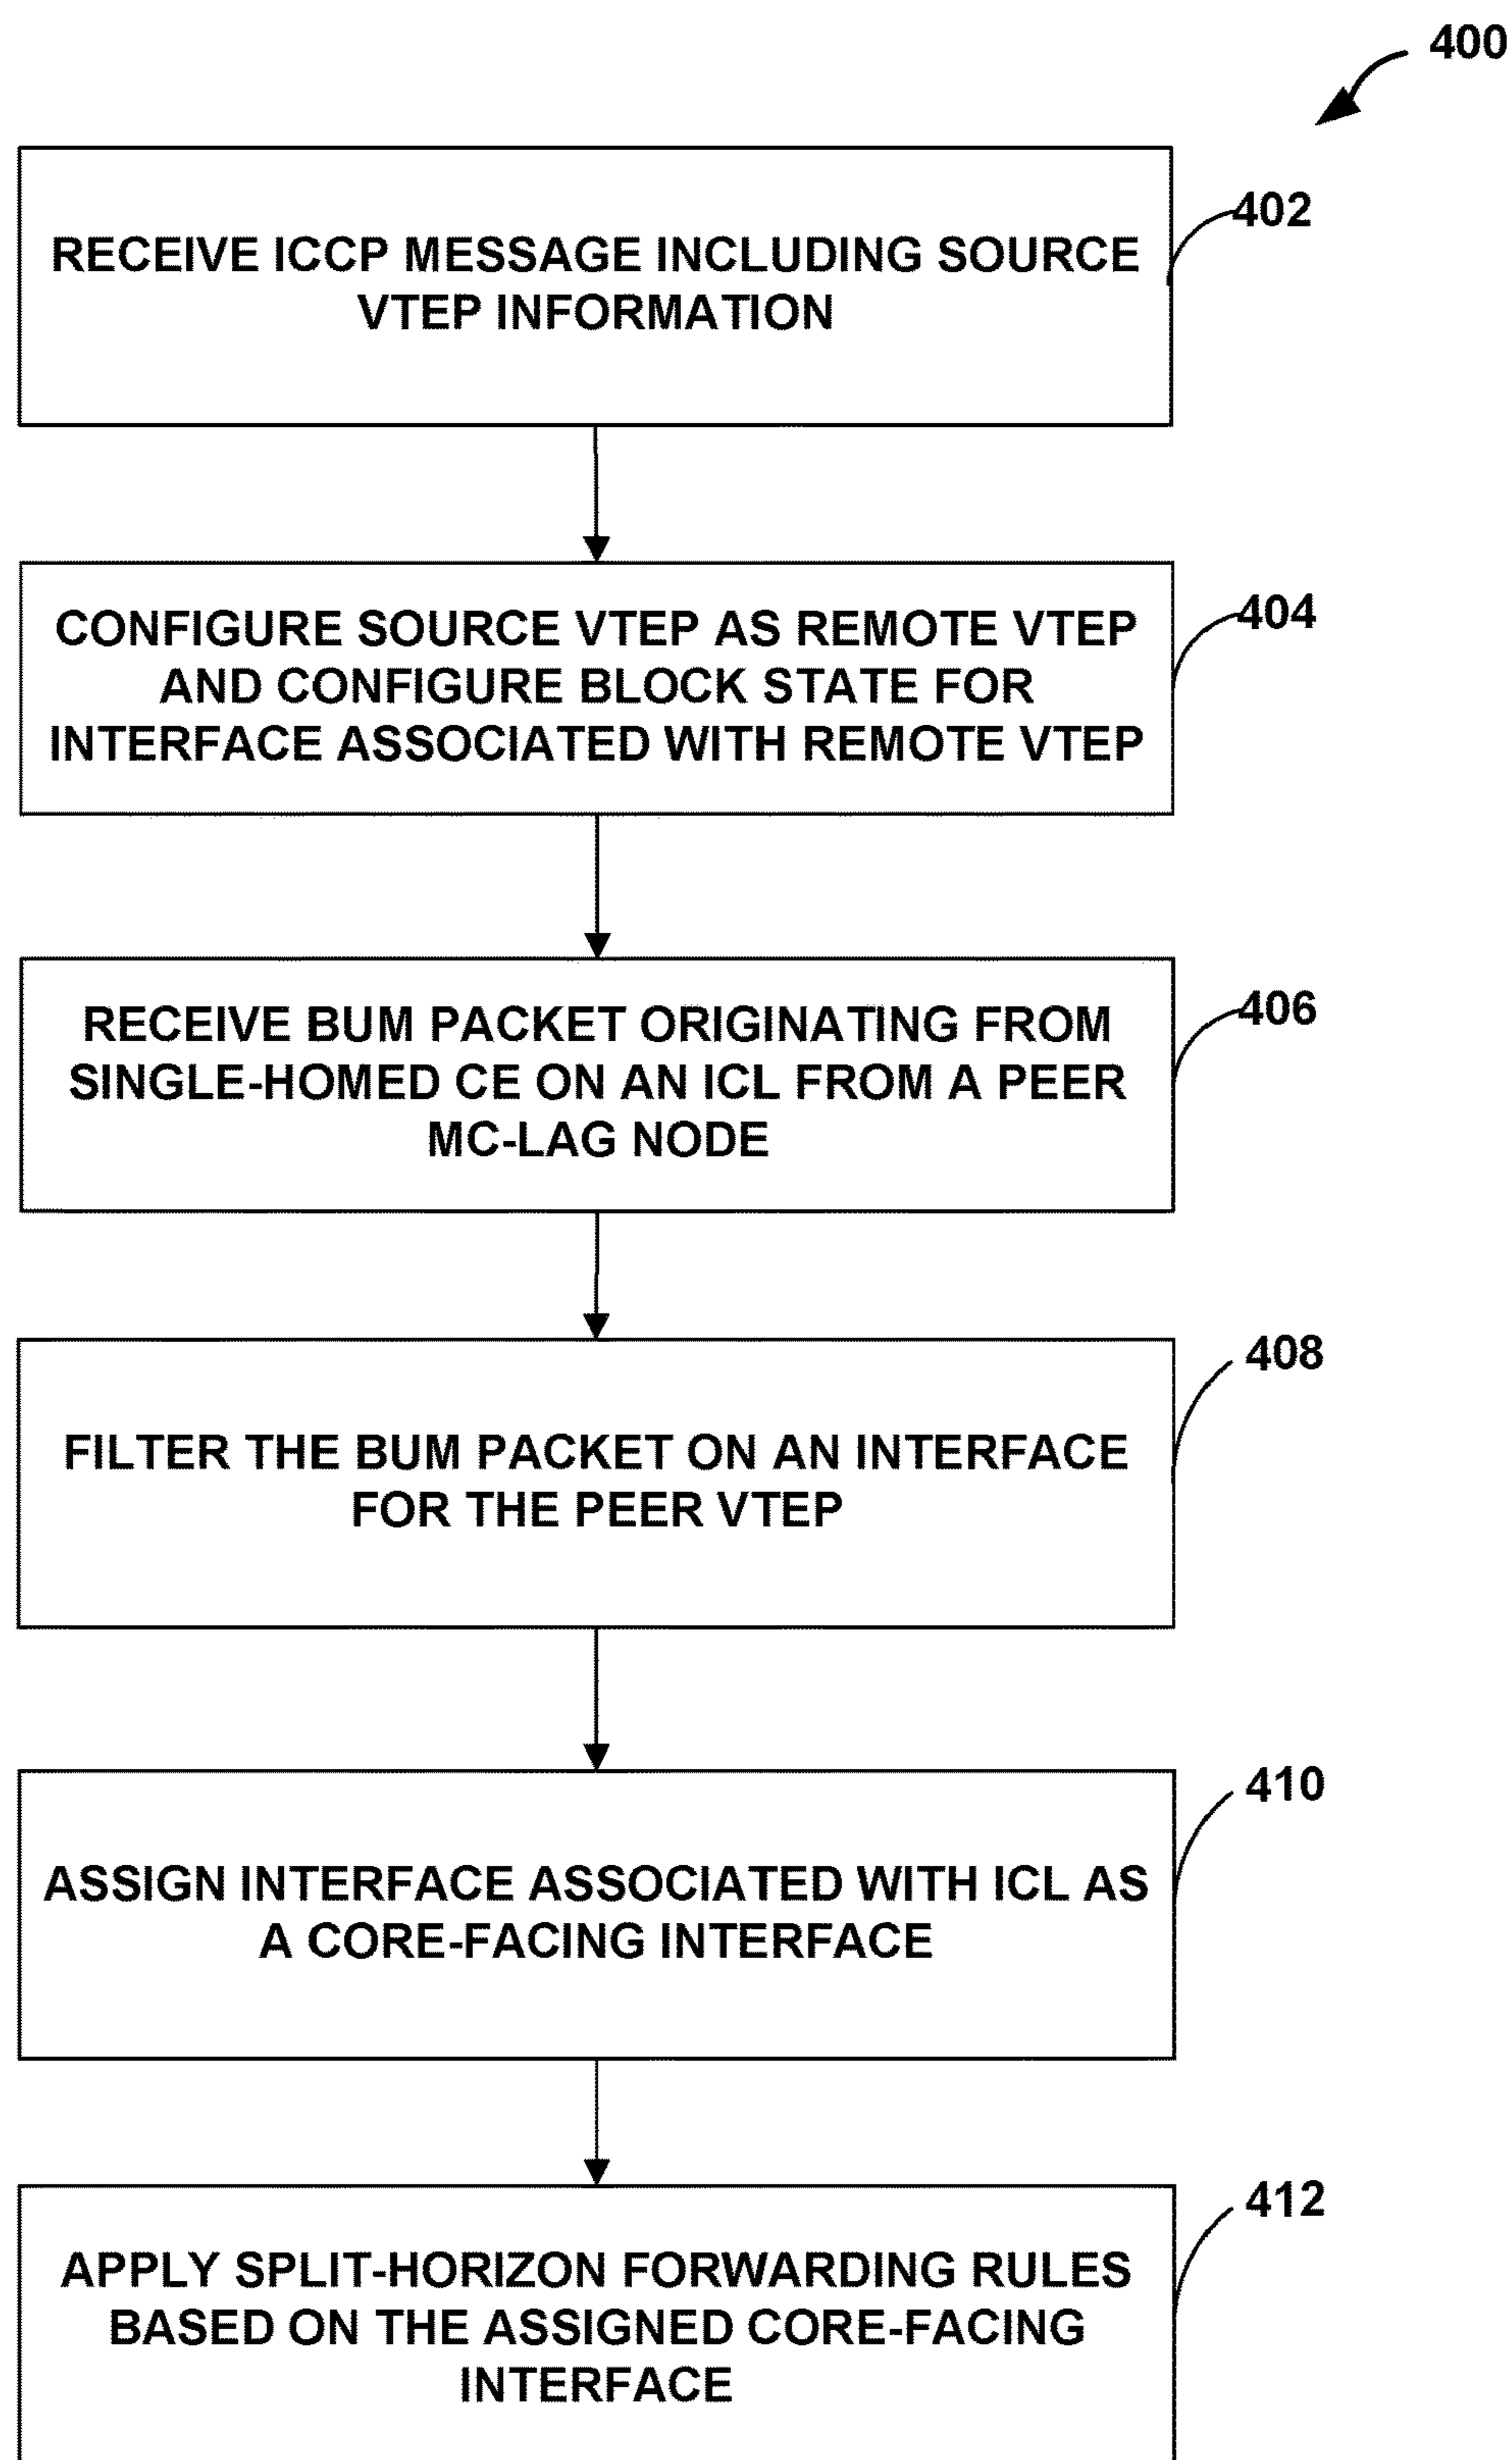 400
RECEIVE ICCP MESSAGE INCLUDING SOURCE
VTEP INFORMATION
402
CONFIGURE SOURCE VTEP AS REMOTE VTEP
AND CONFIGURE BLOCK STATE FOR
INTERFACE ASSOCIATED WITH REMOTE VTEP
404
RECEIVE BUM PACKET ORIGINATING FROM
SINGLE-HOMED CE ON AN ICL FROM A PEER
MC-LAG NODE
406
FILTER THE BUM PACKET ON AN INTERFACE
FOR THE PEER VTEP
408
ASSIGN INTERFACE ASSOCIATED WITH ICL AS
A CORE-FACING INTERFACE
410
APPLY SPLIT-HORIZON FORWARDING RULES
BASED ON THE ASSIGNED CORE-FACING
INTERFACE
412